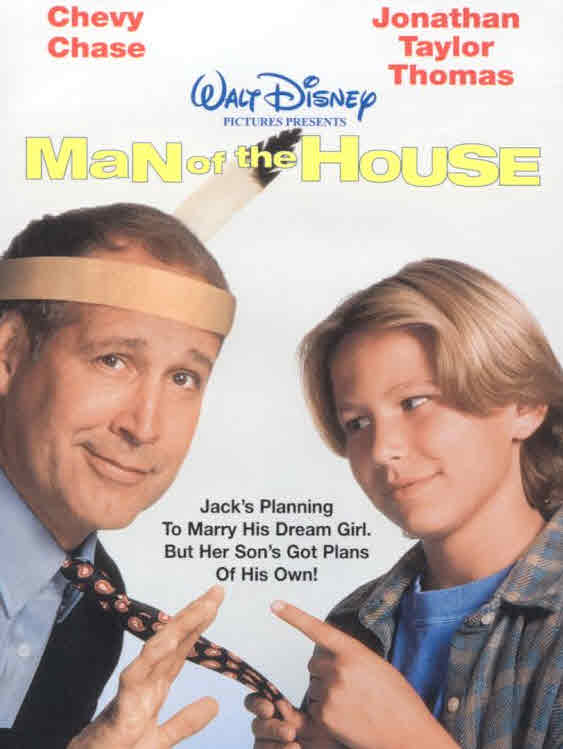 Chevy
Chase
Jonathan
Taylor
Thomas
WALT DISNEY
PICTURES PRESENTS
MaN of the HOUSE
Jack's Planning
To Marry His Dream Girl.
But Her Son's Got Plans
Of His Own!